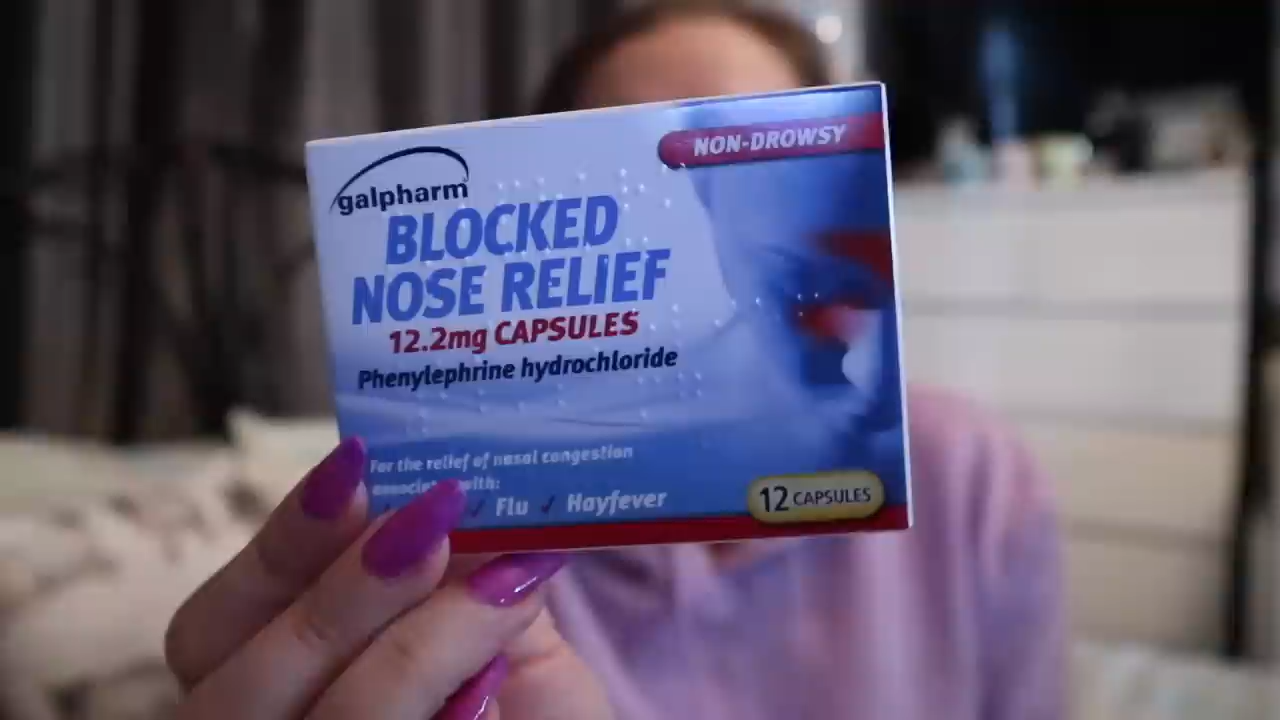 NON-DROWSY
galpharm
BLOCKED
NOSE RELIEF
12.2mg CAPSULES
Phenylephrine hydrochloride
For the relief of nasal congestion
✓ Flu ✓ Hayfever
12 CAPSULES